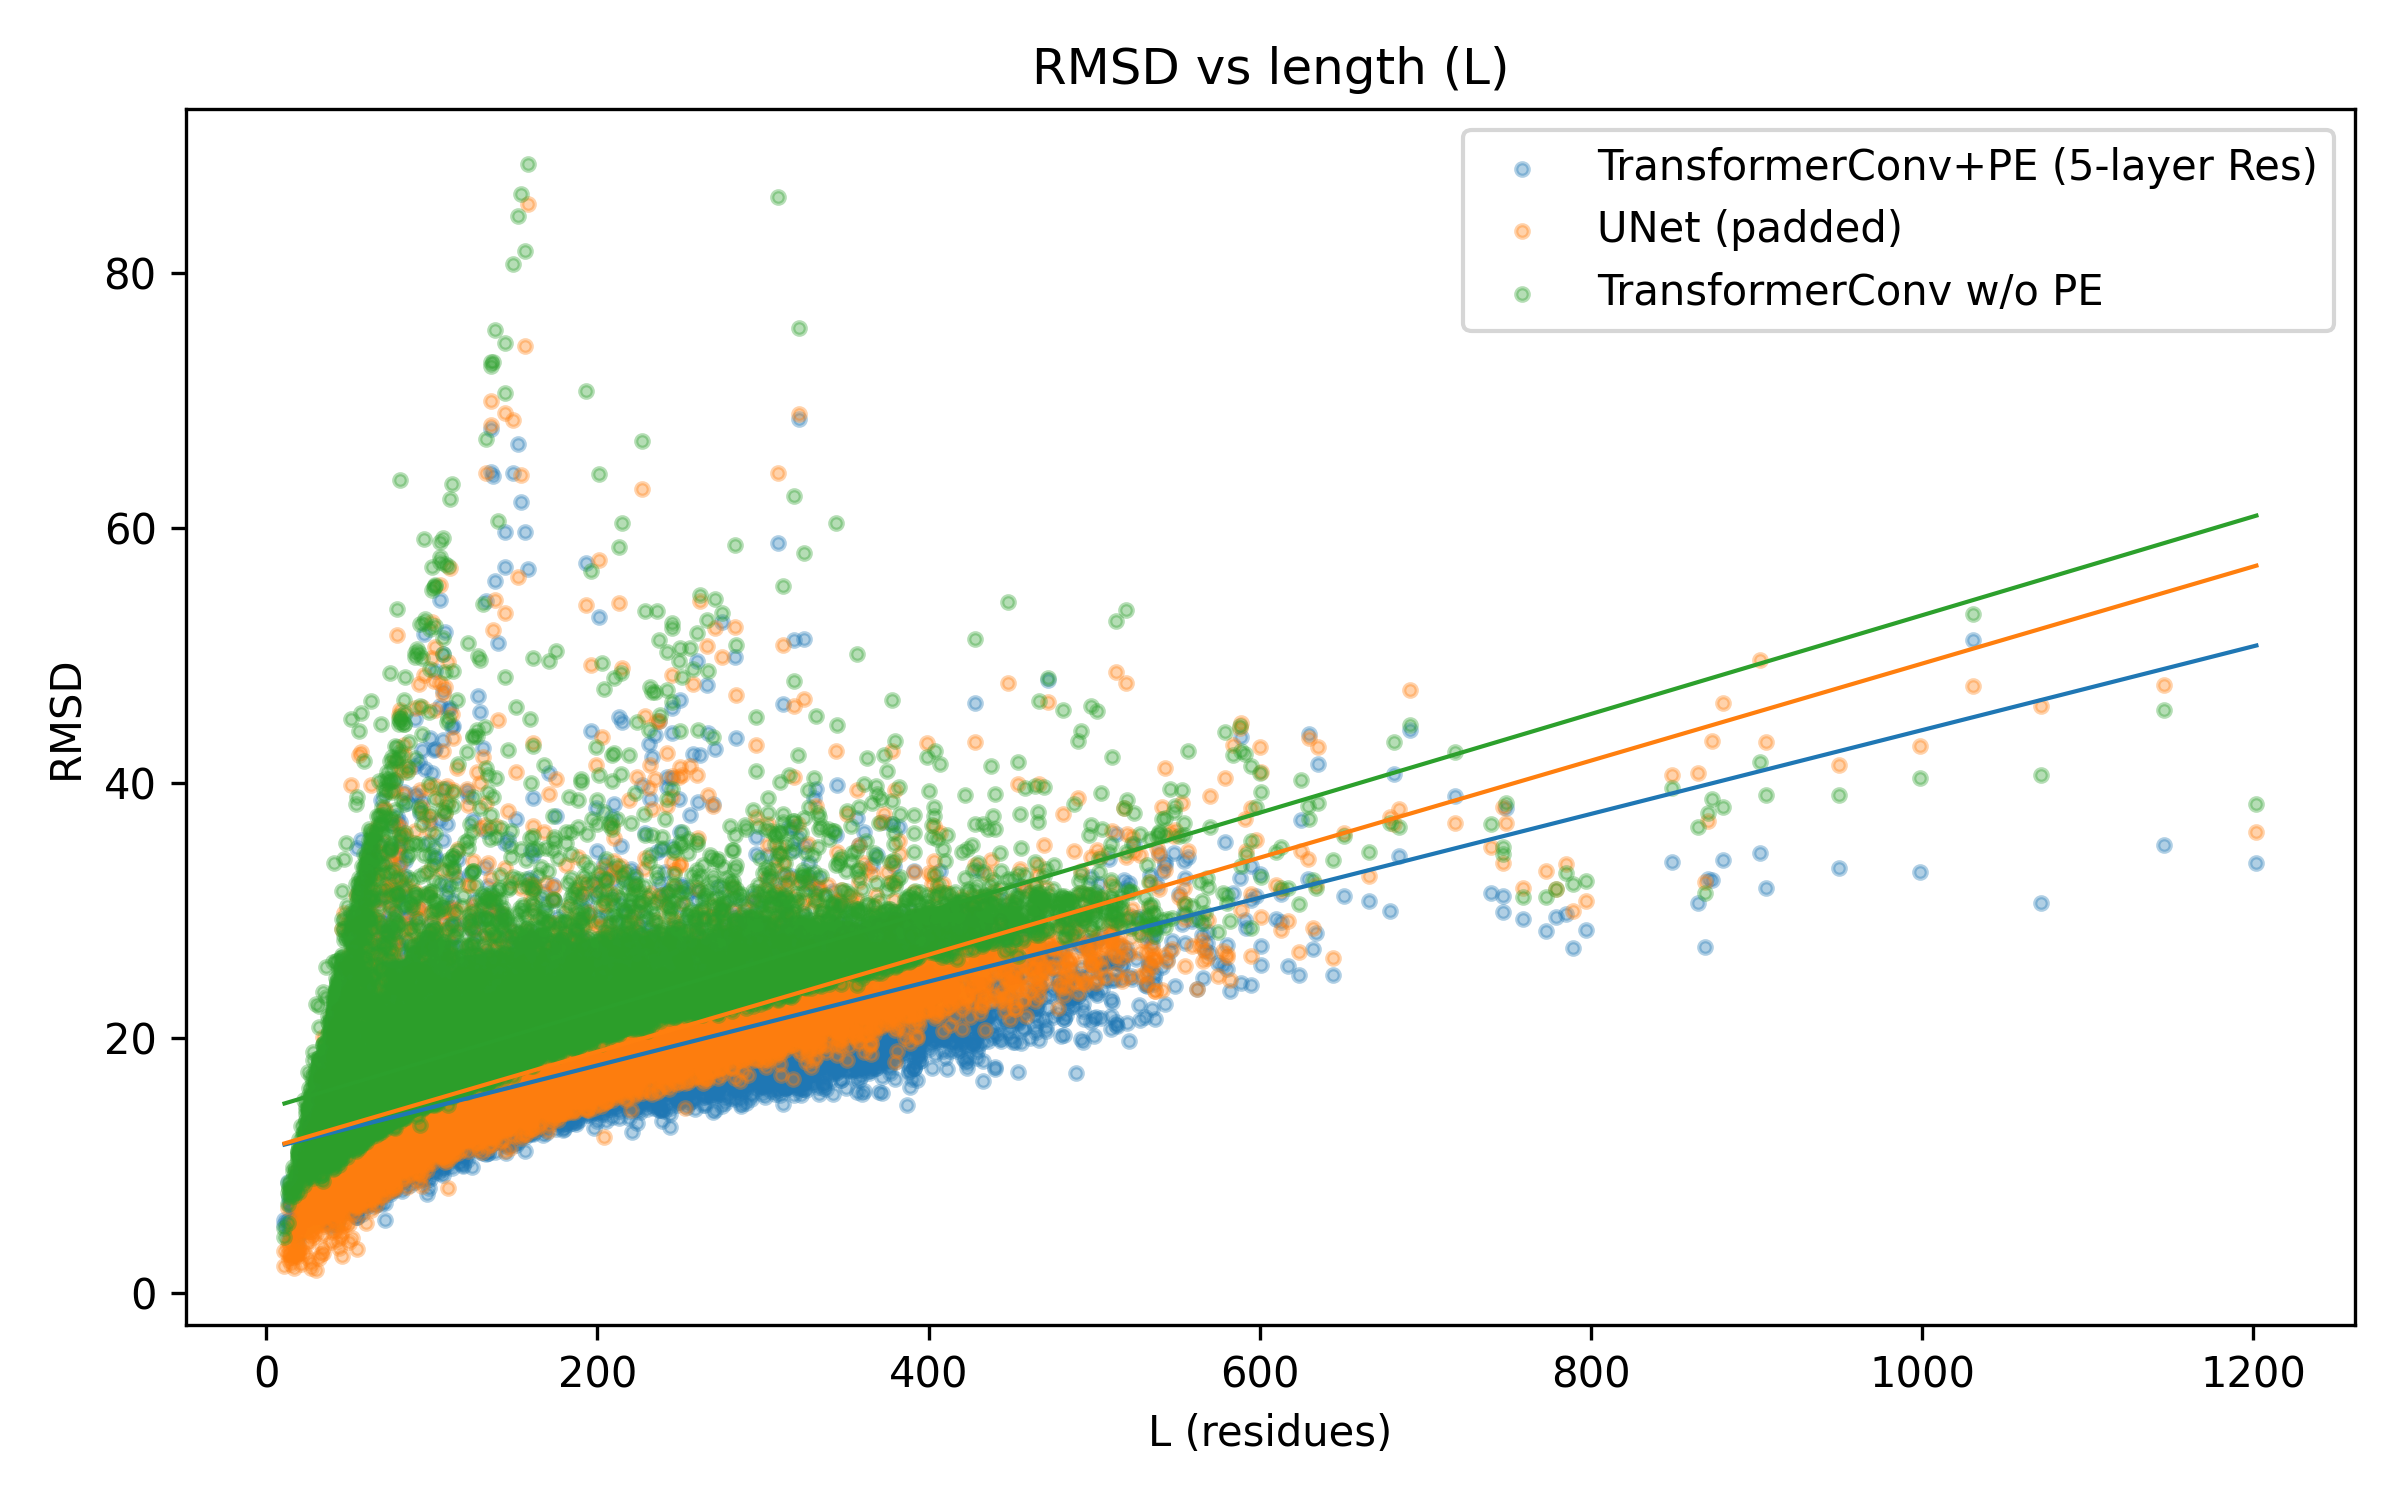 RMSD vs length (L)
TransformerConv+PE (5-layer Res)
UNet (padded)
TransformerConv w/o PE
RMSD
80
60
40
20
0
0 200 400 600 800 1000 1200
L (residues)